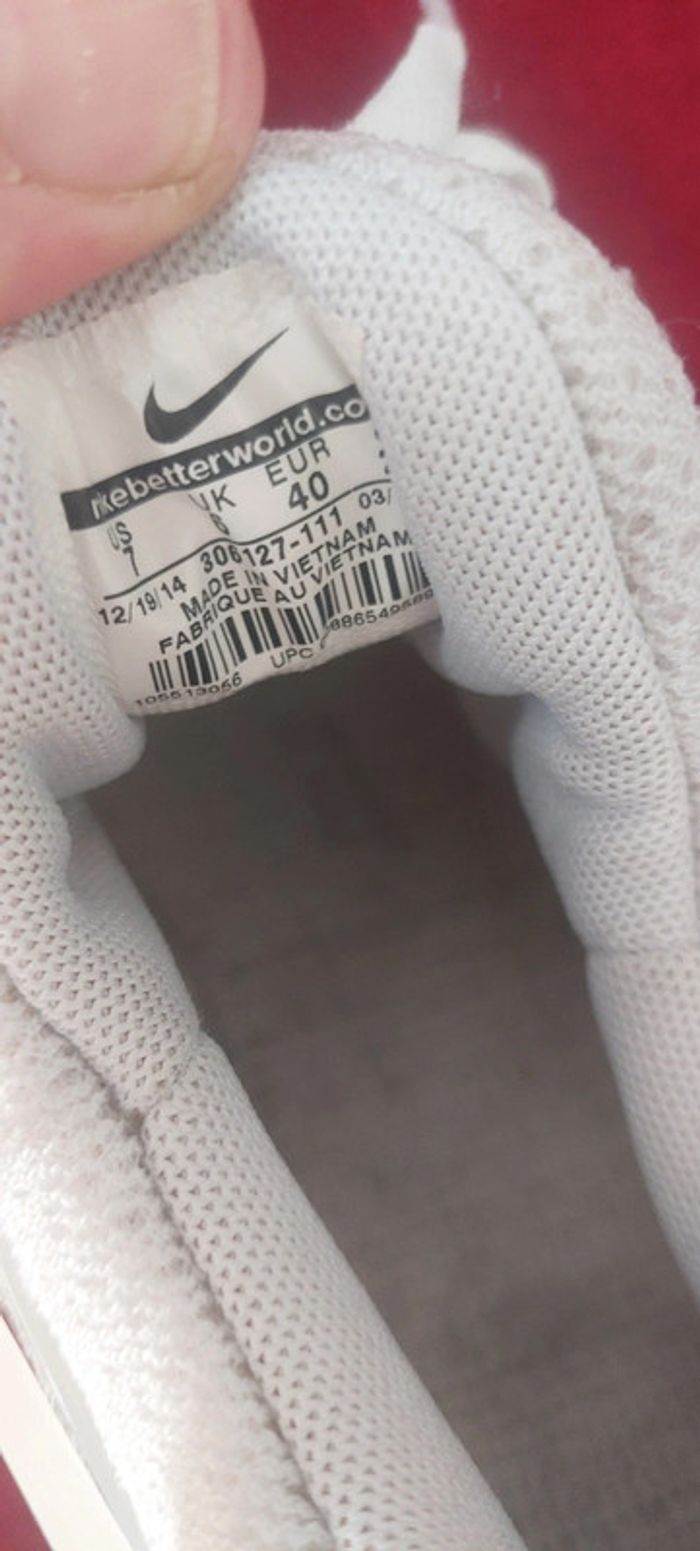 nikebetterworld.co
US UK EUR
7 6 40
12/19/14 306127-111 03/
MADE IN VIETNAM
FABRIQUE AU VIETNAM
105513066 UPC